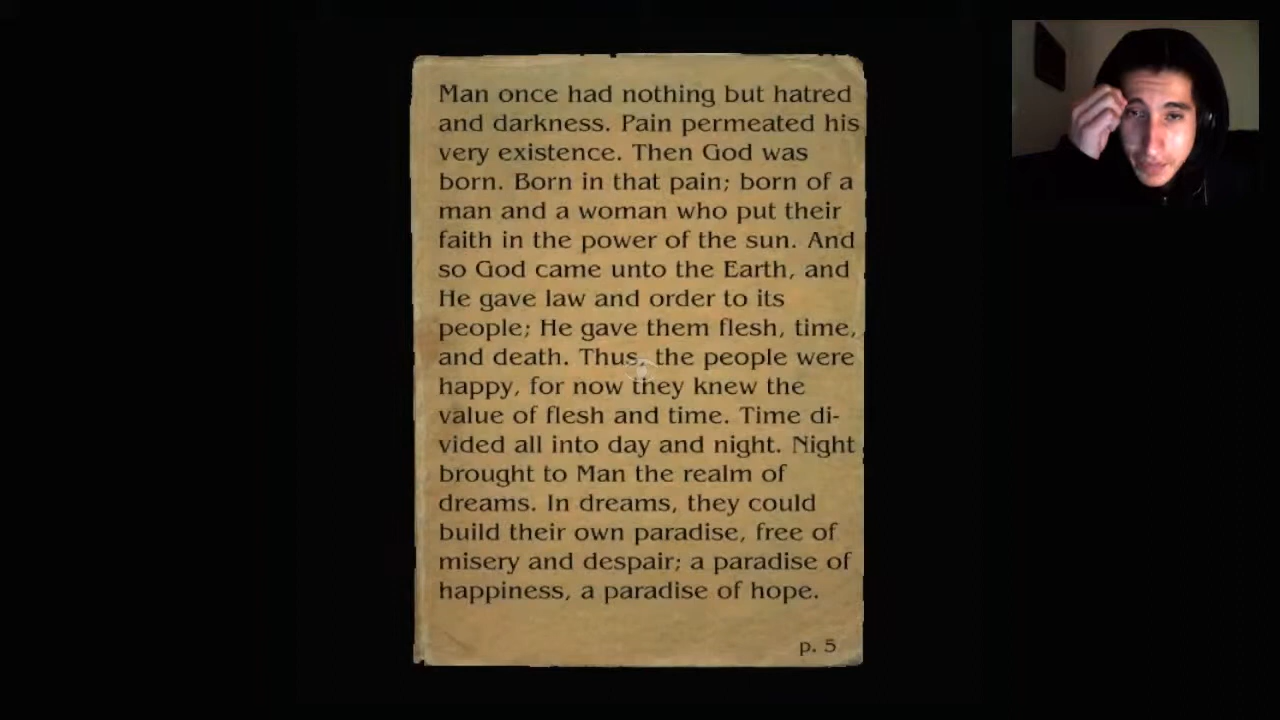 Man once had nothing but hatred
and darkness. Pain permeated his
very existence. Then God was
born. Born in that pain; born of a
man and a woman who put their
faith in the power of the sun. And
so God came unto the Earth, and
He gave law and order to its
people; He gave them flesh, time,
and death. Thus, the people were
happy, for now they knew the
value of flesh and time. Time di-
vided all into day and night. Night
brought to Man the realm of
dreams. In dreams, they could
build their own paradise, free of
misery and despair; a paradise of
happiness, a paradise of hope.
p. 5